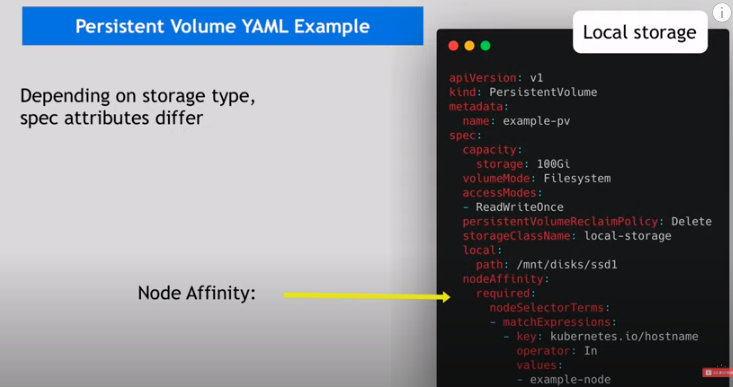 Persistent Volume YAML Example
Local storage
Depending on storage type,
spec attributes differ
Node Affinity:
apiVersion: v1
kind: PersistentVolume
metadata:
  name: example-pv
spec:
  capacity:
    storage: 100Gi
  volumeMode: Filesystem
  accessModes:
  - ReadWriteOnce
  persistentVolumeReclaimPolicy: Delete
  storageClassName: local-storage
  local:
    path: /mnt/disks/ssd1
  nodeAffinity:
    required:
      nodeSelectorTerms:
      - matchExpressions:
        - key: kubernetes.io/hostname
          operator: In
          values:
          - example-node